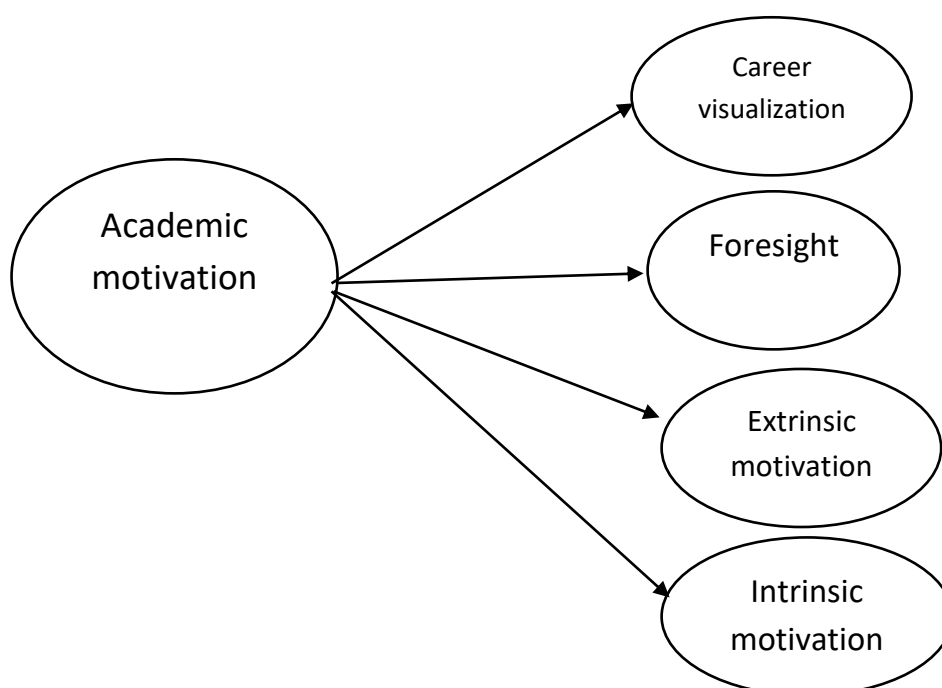 Career
visualization
Academic
motivation
Foresight
Extrinsic
motivation
Intrinsic
motivation